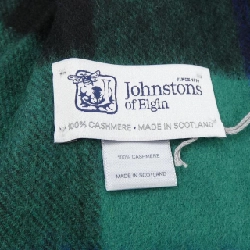 Johnstons
of Elgin
100% CASHMERE · MADE IN SCOTLAND
100% CASHMERE
MADE IN SCOTLAND